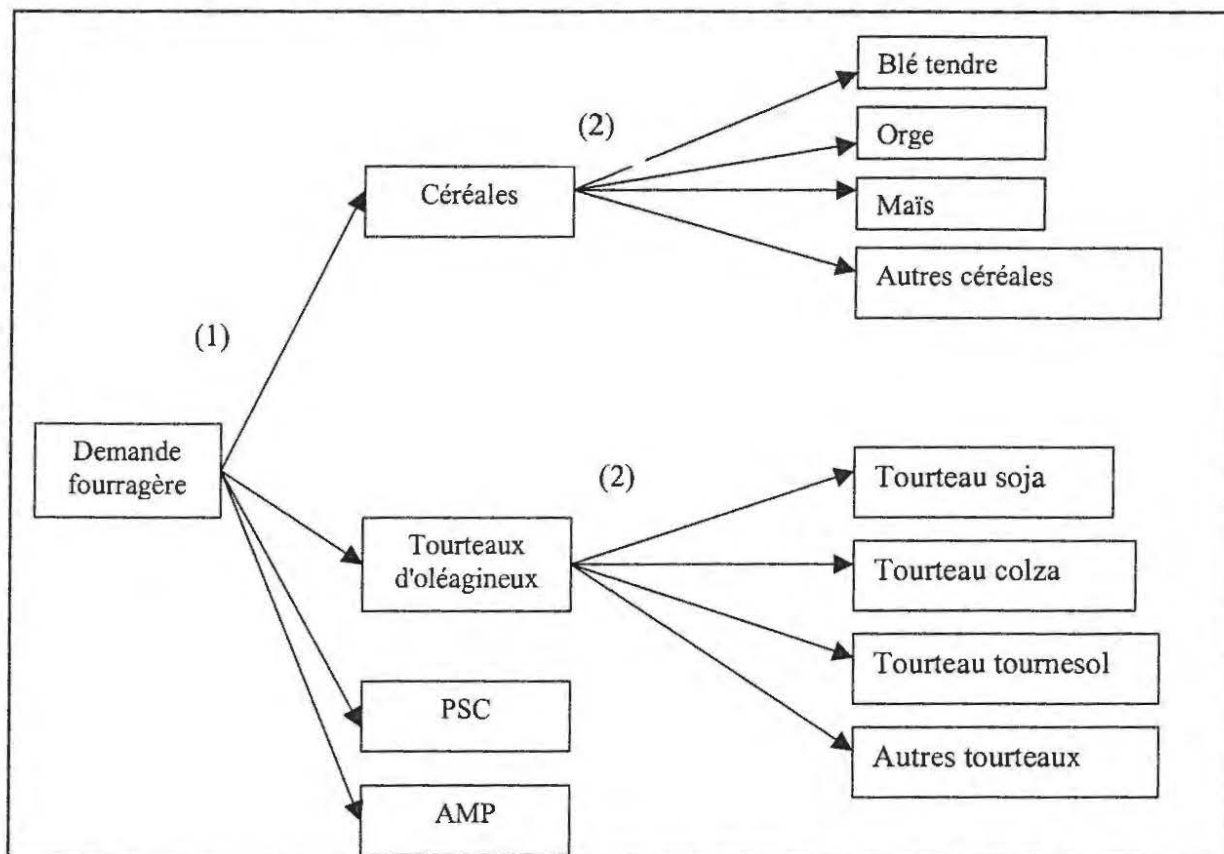 Blé tendre
(2)
Orge
Céréales
Maïs
Autres céréales
(1)
Demande
fourragère
(2)
Tourteau soja
Tourteaux
d'oléagineux
Tourteau colza
Tourteau tournesol
PSC
Autres tourteaux
AMP